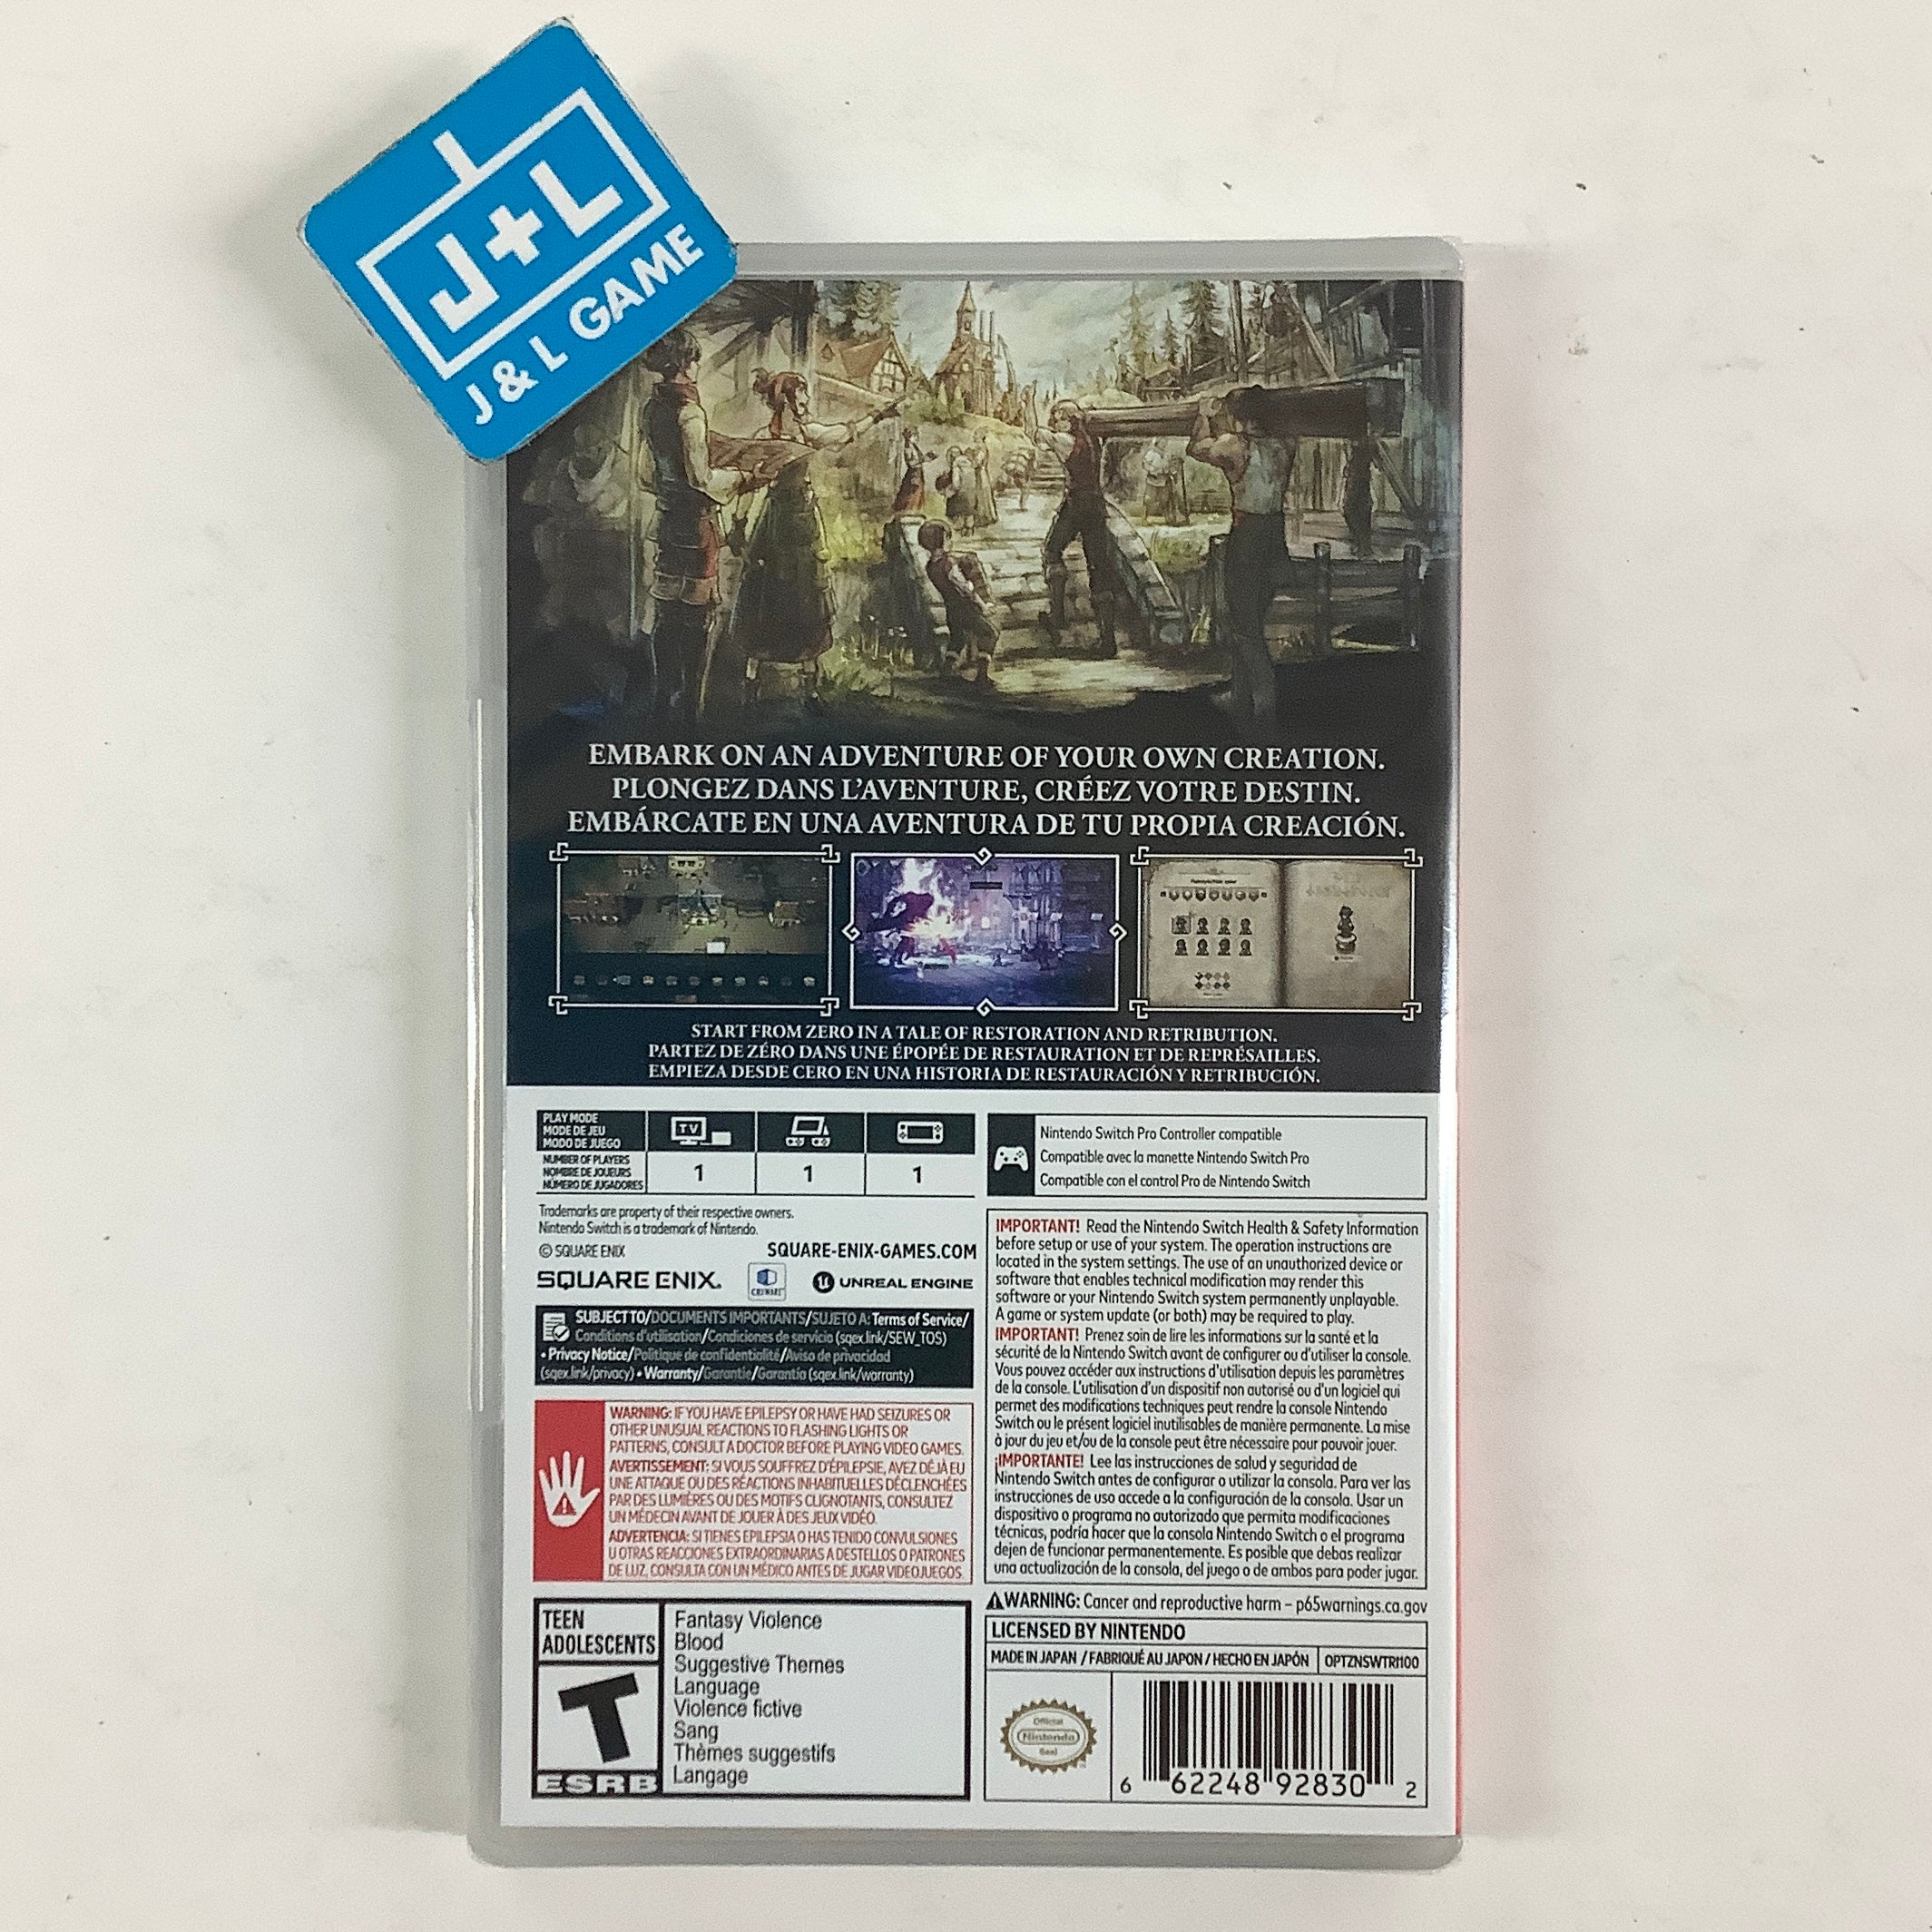 J+L
J & L GAME
EMBARK ON AN ADVENTURE OF YOUR OWN CREATION.
PLONGEZ DANS L'AVENTURE, CRÉEZ VOTRE DESTIN.
EMBÁRCATE EN UNA AVENTURA DE TU PROPIA CREACIÓN.
START FROM ZERO IN A TALE OF RESTORATION AND RETRIBUTION.
PARTEZ DE ZÉRO DANS UNE ÉPOPÉE DE RESTAURATION ET DE REPRÉSAILLES.
EMPIEZA DESDE CERO EN UNA HISTORIA DE RESTAURACIÓN Y RETRIBUCIÓN.
PLAY MODE
MODE DE JEU
MODO DE JUEGO
TV
NUMBER OF PLAYERS
NOMBRE DE JOUEURS
NÚMERO DE JUGADORES
1 1 1
Nintendo Switch Pro Controller compatible
Compatible avec la manette Nintendo Switch Pro
Compatible con el control Pro de Nintendo Switch
Trademarks are property of their respective owners.
Nintendo Switch is a trademark of Nintendo.
© SQUARE ENIX SQUARE-ENIX-GAMES.COM
SQUARE ENIX. CRIWARE UNREAL ENGINE
SUBJECT TO/DOCUMENTS IMPORTANTS/SUJETO A: Terms of Service/
Conditions d'utilisation/Condiciones de servicio (sqex.link/SEW_TOS)
• Privacy Notice/Politique de confidentialité/Aviso de privacidad
(sqex.link/privacy) • Warranty/Garantie/Garantía (sqex.link/warranty)
WARNING: IF YOU HAVE EPILEPSY OR HAVE HAD SEIZURES OR
OTHER UNUSUAL REACTIONS TO FLASHING LIGHTS OR
PATTERNS, CONSULT A DOCTOR BEFORE PLAYING VIDEO GAMES.
AVERTISSEMENT: SI VOUS SOUFFREZ D'ÉPILEPSIE, AVEZ DÉJÀ EU
UNE ATTAQUE OU DES RÉACTIONS INHABITUELLES DÉCLENCHÉES
PAR DES LUMIÈRES OU DES MOTIFS CLIGNOTANTS, CONSULTEZ
UN MÉDECIN AVANT DE JOUER À DES JEUX VIDÉO.
ADVERTENCIA: SI TIENES EPILEPSIA O HAS TENIDO CONVULSIONES
U OTRAS REACCIONES EXTRAORDINARIAS A DESTELLOS O PATRONES
DE LUZ, CONSULTA CON UN MÉDICO ANTES DE JUGAR VIDEOJUEGOS.
IMPORTANT! Read the Nintendo Switch Health & Safety Information
before setup or use of your system. The operation instructions are
located in the system settings. The use of an unauthorized device or
software that enables technical modification may render this
software or your Nintendo Switch system permanently unplayable.
A game or system update (or both) may be required to play.
IMPORTANT! Prenez soin de lire les informations sur la santé et la
sécurité de la Nintendo Switch avant de configurer ou d'utiliser la console.
Vous pouvez accéder aux instructions d'utilisation depuis les paramètres
de la console. L'utilisation d'un dispositif non autorisé ou d'un logiciel qui
permet des modifications techniques peut rendre la console Nintendo
Switch ou le présent logiciel inutilisables de manière permanente. La mise
à jour du jeu et/ou de la console peut être nécessaire pour pouvoir jouer.
¡IMPORTANTE! Lee las instrucciones de salud y seguridad de
Nintendo Switch antes de configurar o utilizar la consola. Para ver las
instrucciones de uso accede a la configuración de la consola. Usar un
dispositivo o programa no autorizado que permita modificaciones
técnicas, podría hacer que la consola Nintendo Switch o el programa
dejen de funcionar permanentemente. Es posible que debas realizar
una actualización de la consola, del juego o de ambos para poder jugar.
TEEN
ADOLESCENTS
T
ESRB
Fantasy Violence
Blood
Suggestive Themes
Language
Violence fictive
Sang
Thèmes suggestifs
Langage
WARNING: Cancer and reproductive harm – p65warnings.ca.gov
LICENSED BY NINTENDO
MADE IN JAPAN / FABRIQUÉ AU JAPON / HECHO EN JAPÓN OPTZNSWTR1100
Official
Nintendo
Seal
6 62248 92830 2